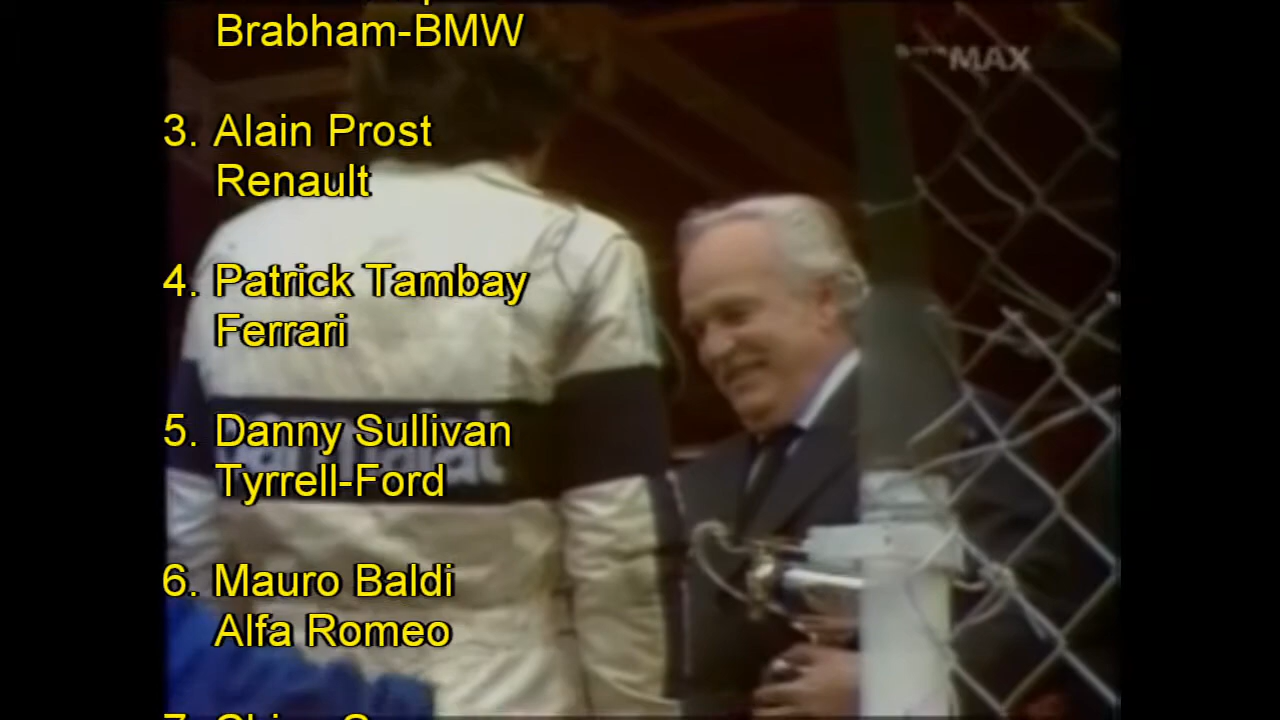 Brabham-BMW
3. Alain Prost
Renault
4. Patrick Tambay
Ferrari
5. Danny Sullivan
Tyrrell-Ford
6. Mauro Baldi
Alfa Romeo
MAX